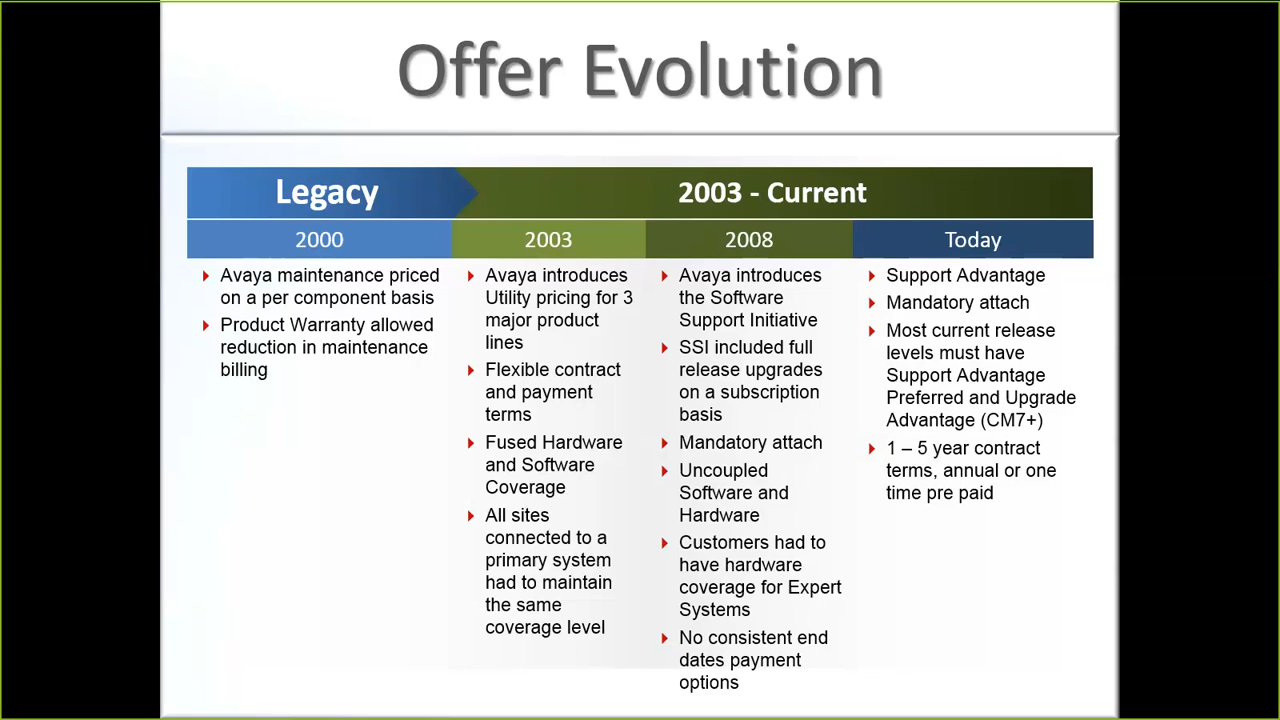 Offer Evolution
Legacy
2003 - Current
2000
2003
2008
Today
Avaya maintenance priced
on a per component basis
Product Warranty allowed
reduction in maintenance
billing
Avaya introduces
Utility pricing for 3
major product
lines
Flexible contract
and payment
terms
Fused Hardware
and Software
Coverage
All sites
connected to a
primary system
had to maintain
the same
coverage level
Avaya introduces
the Software
Support Initiative
SSI included full
release upgrades
on a subscription
basis
Mandatory attach
Uncoupled
Software and
Hardware
Customers had to
have hardware
coverage for Expert
Systems
No consistent end
dates payment
options
Support Advantage
Mandatory attach
Most current release
levels must have
Support Advantage
Preferred and Upgrade
Advantage (CM7+)
1 – 5 year contract
terms, annual or one
time pre paid